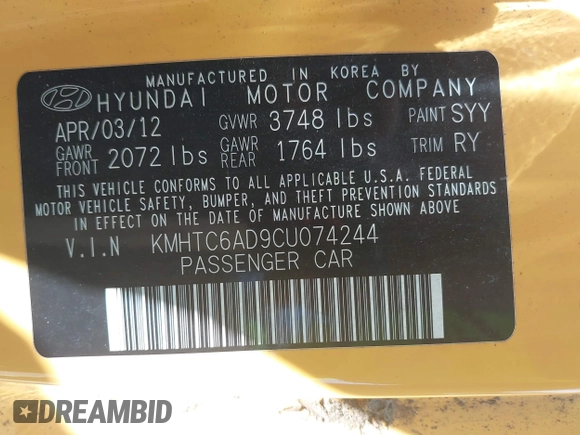 MANUFACTURED IN KOREA BY
HYUNDAI MOTOR COMPANY
APR/03/12 GVWR 3748 lbs PAINT SYY
GAWR FRONT 2072 lbs GAWR REAR 1764 lbs TRIM RY
THIS VEHICLE CONFORMS TO ALL APPLICABLE U.S.A. FEDERAL
MOTOR VEHICLE SAFETY, BUMPER, AND THEFT PREVENTION STANDARDS
IN EFFECT ON THE DATE OF MANUFACTURE SHOWN ABOVE.
V.I.N KMHTC6AD9CU074244
PASSENGER CAR
DREAMBID